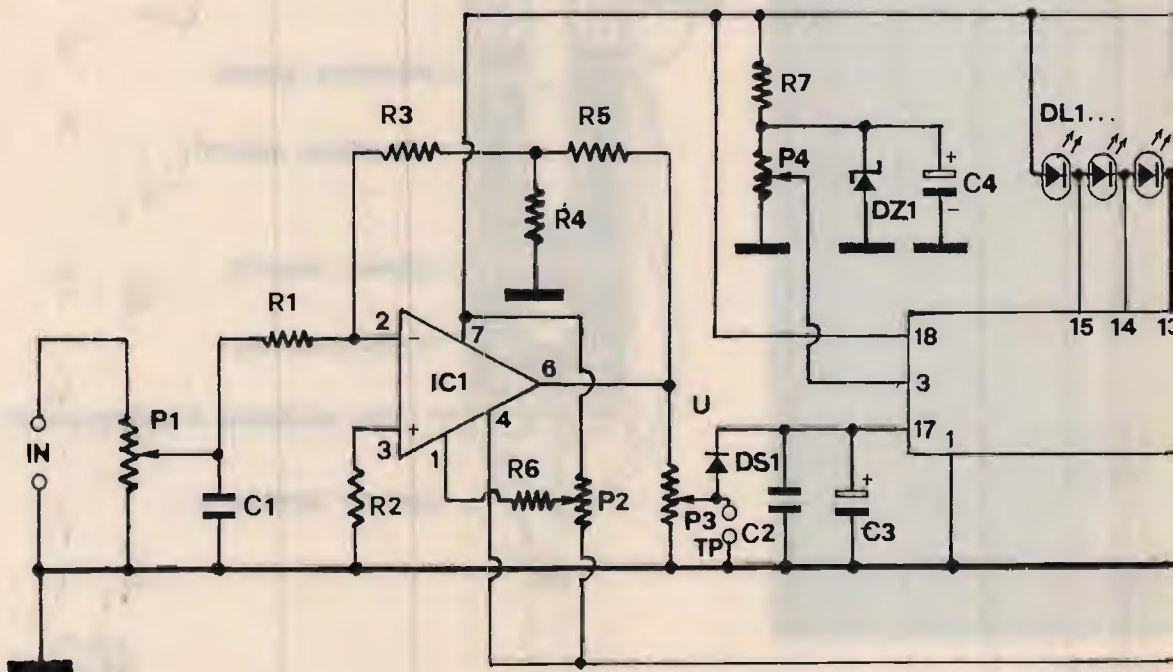 R7
R3
R5
DL1...
P4
DZ1
+
C4
-
R4
R1
2
-
7
15
14
13
18
IC1
6
3
P1
U
4
+
3
17
1
IN
1
R6
P2
DS1
+
C1
R2
P3
C2
TP
C3